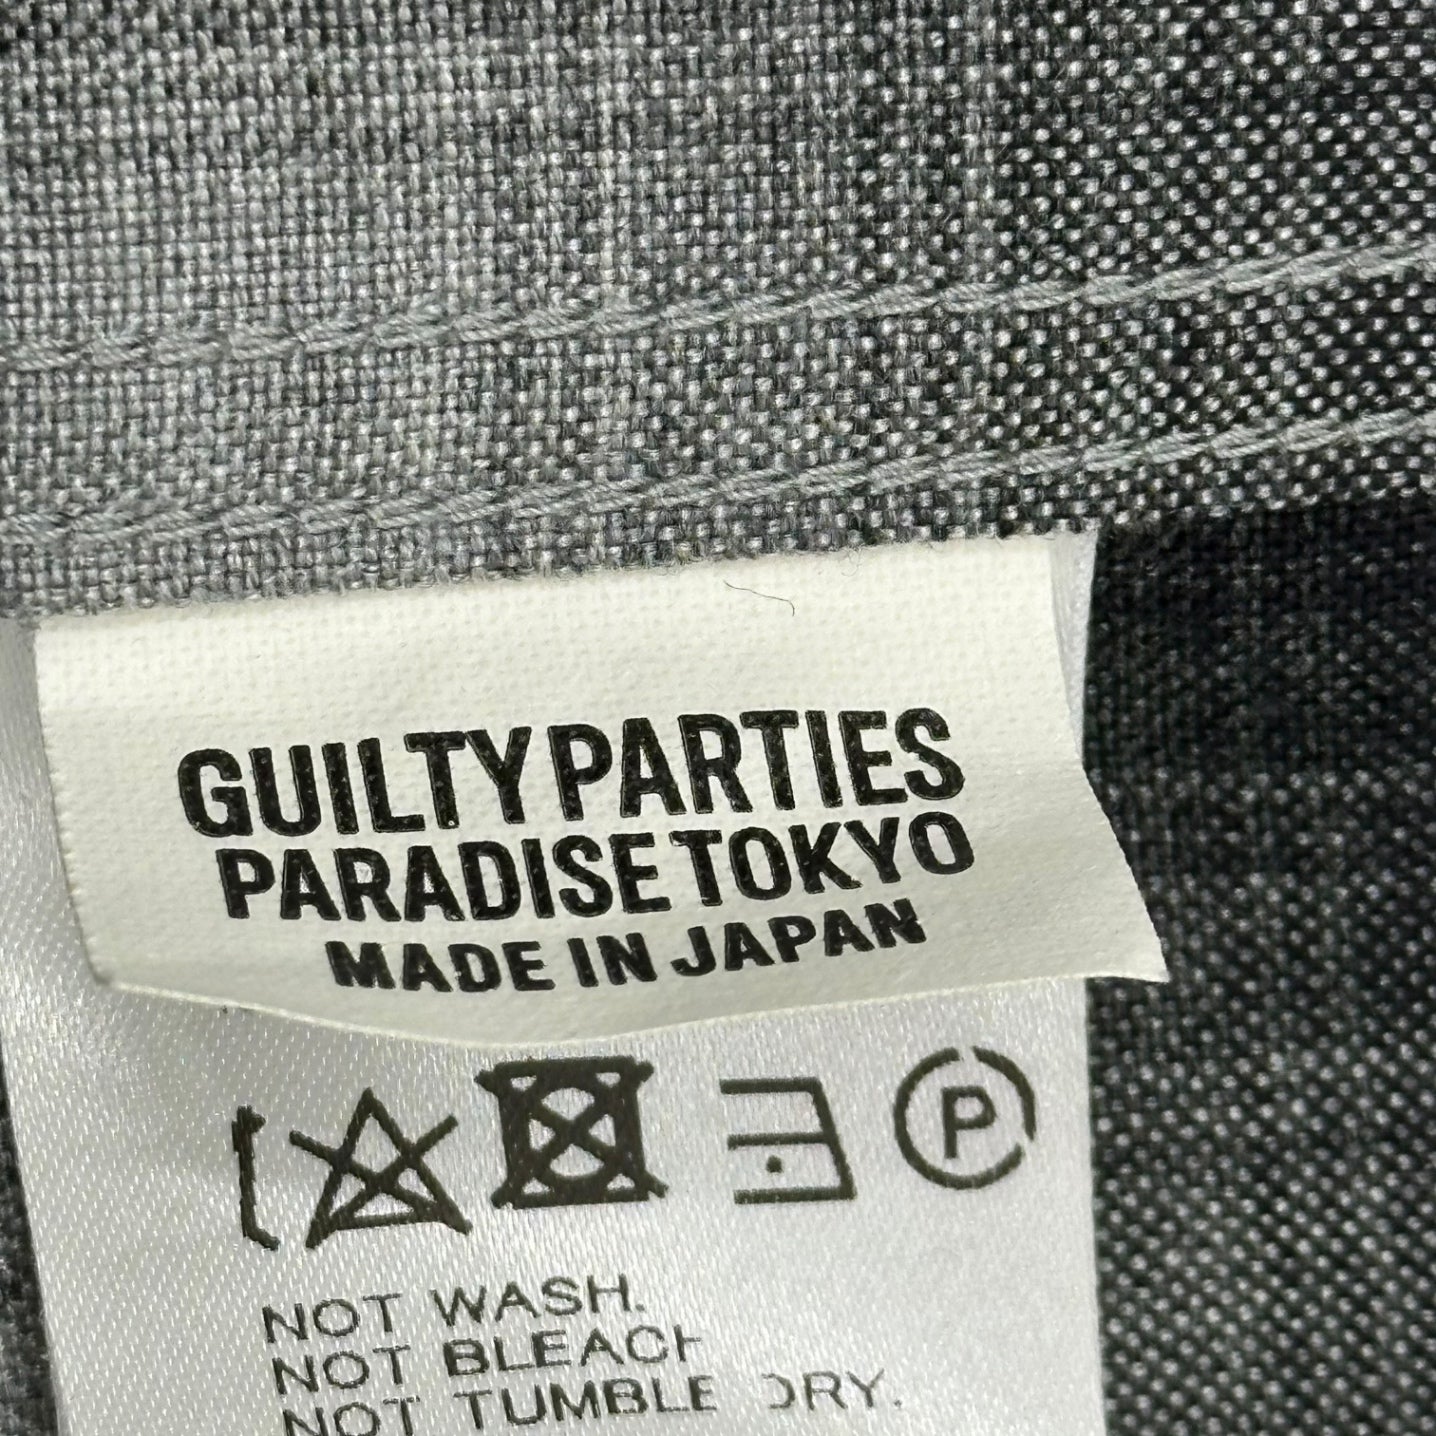 GUILTY PARTIES
PARADISE TOKYO
MADE IN JAPAN
P
NOT WASH.
NOT BLEACH
NOT TUMBLE DRY.